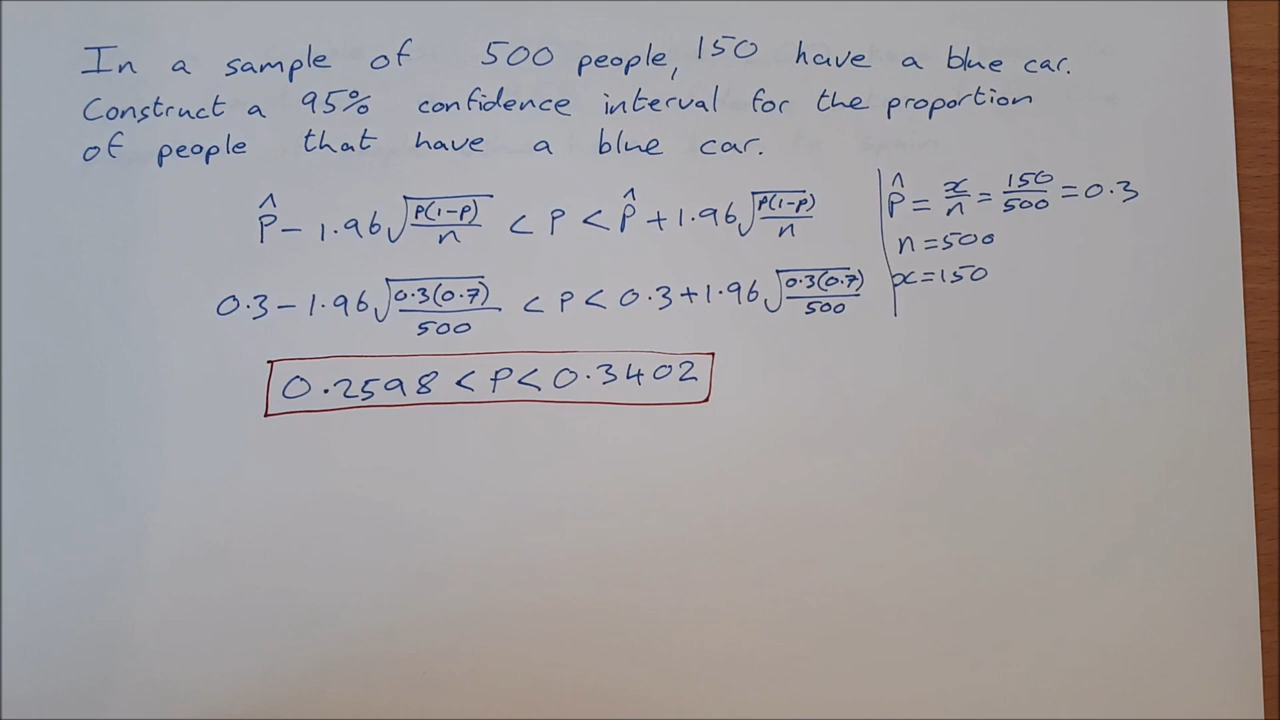 In a sample of 500 people, 150 have a blue car.
Construct a 95% confidence interval for the proportion
of people that have a blue car.
p̂ - 1.96√(p(1-p)/n) < p < p̂ + 1.96√(p(1-p)/n)
0.3 - 1.96√(0.3(0.7)/500) < p < 0.3 + 1.96√(0.3(0.7)/500)
0.2598 < p < 0.3402
p̂ = x/n = 150/500 = 0.3
n = 500
x = 150